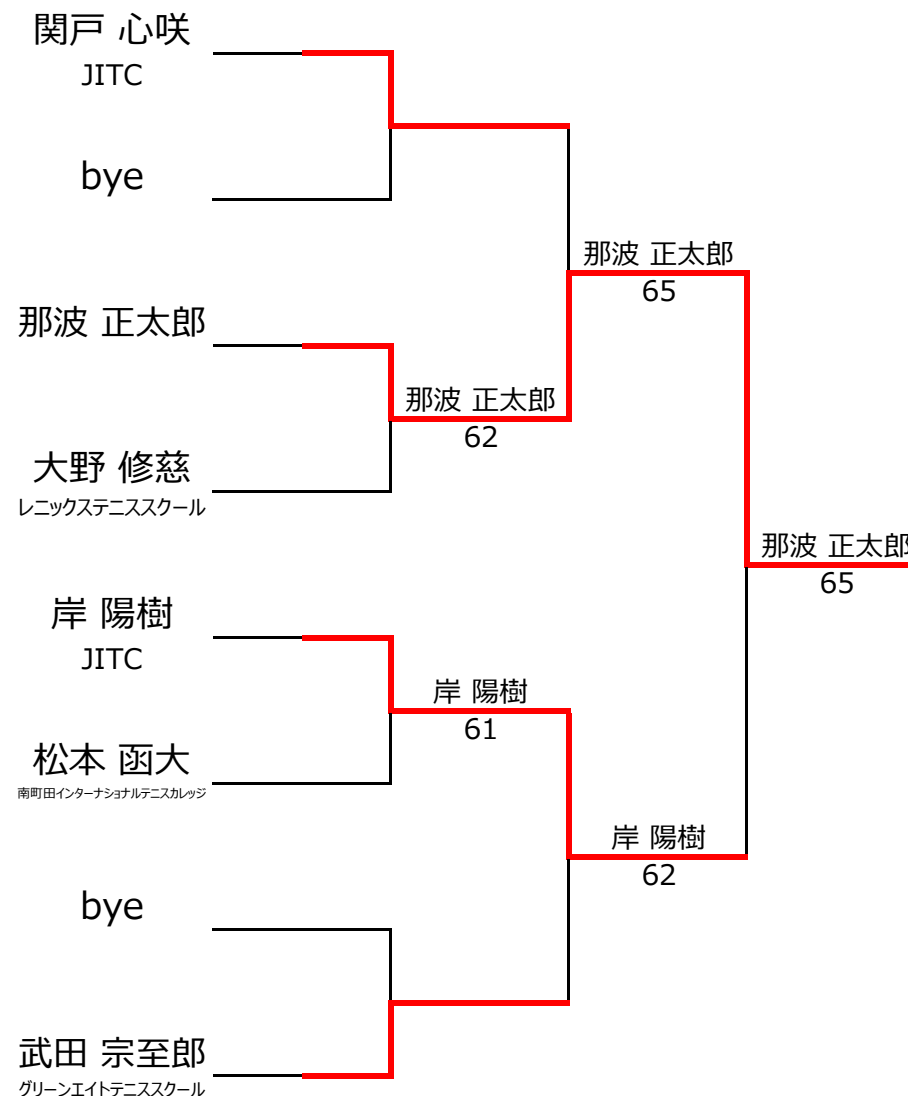 関戸 心咲
JITC
bye
那波 正太郎
65
那波 正太郎
那波 正太郎
62
大野 修慈
レニックステニススクール
那波 正太郎
65
岸 陽樹
JITC
岸 陽樹
61
松本 函大
南町田インターナショナルテニスカレッジ
岸 陽樹
62
bye
武田 宗至郎
グリーンエイトテニススクール